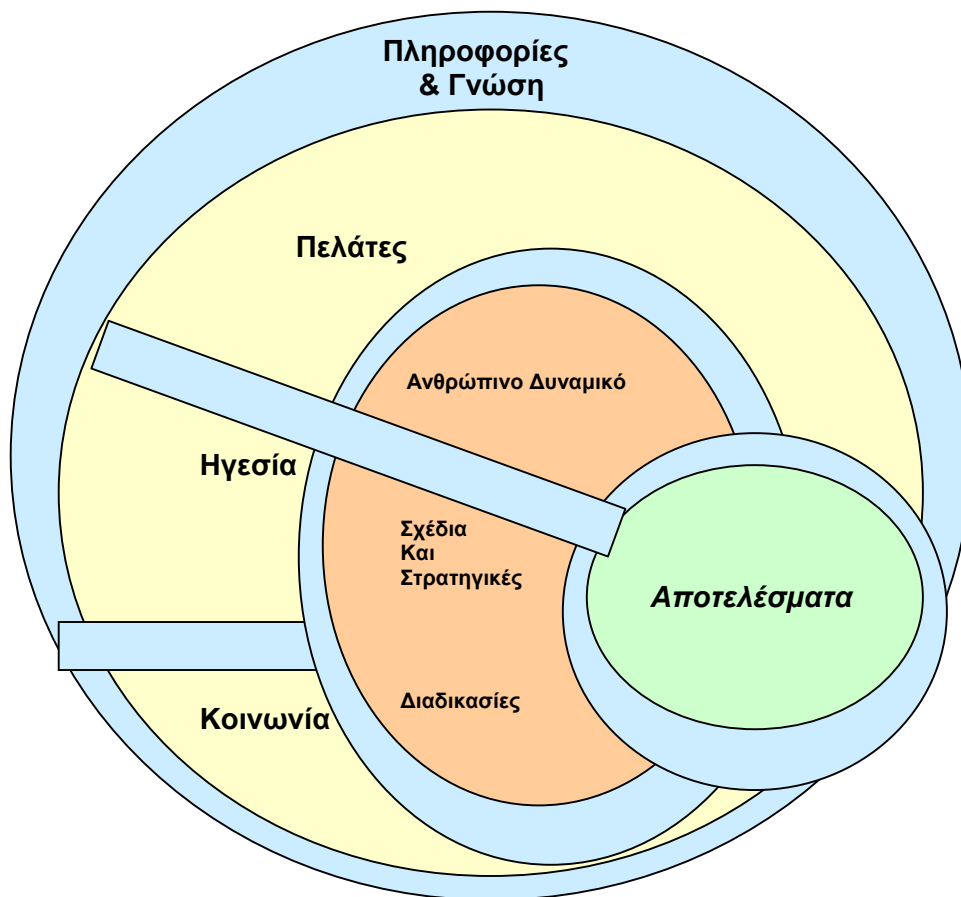 Πληροφορίες
& Γνώση
Πελάτες
Ανθρώπινο Δυναμικό
Ηγεσία
Σχέδια
Και
Στρατηγικές
Αποτελέσματα
Διαδικασίες
Κοινωνία